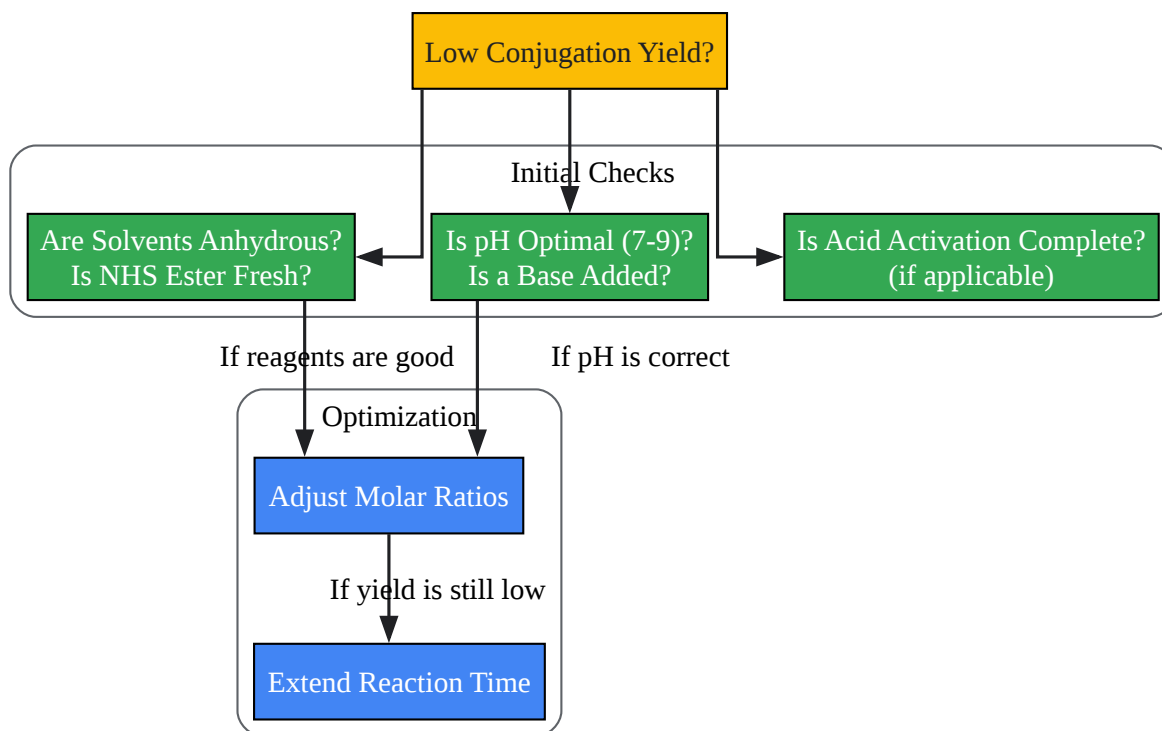 Low Conjugation Yield?
Initial Checks
Are Solvents Anhydrous?
Is NHS Ester Fresh?
Is pH Optimal (7-9)?
Is a Base Added?
Is Acid Activation Complete?
(if applicable)
If reagents are good
If pH is correct
Optimization
Adjust Molar Ratios
If yield is still low
Extend Reaction Time